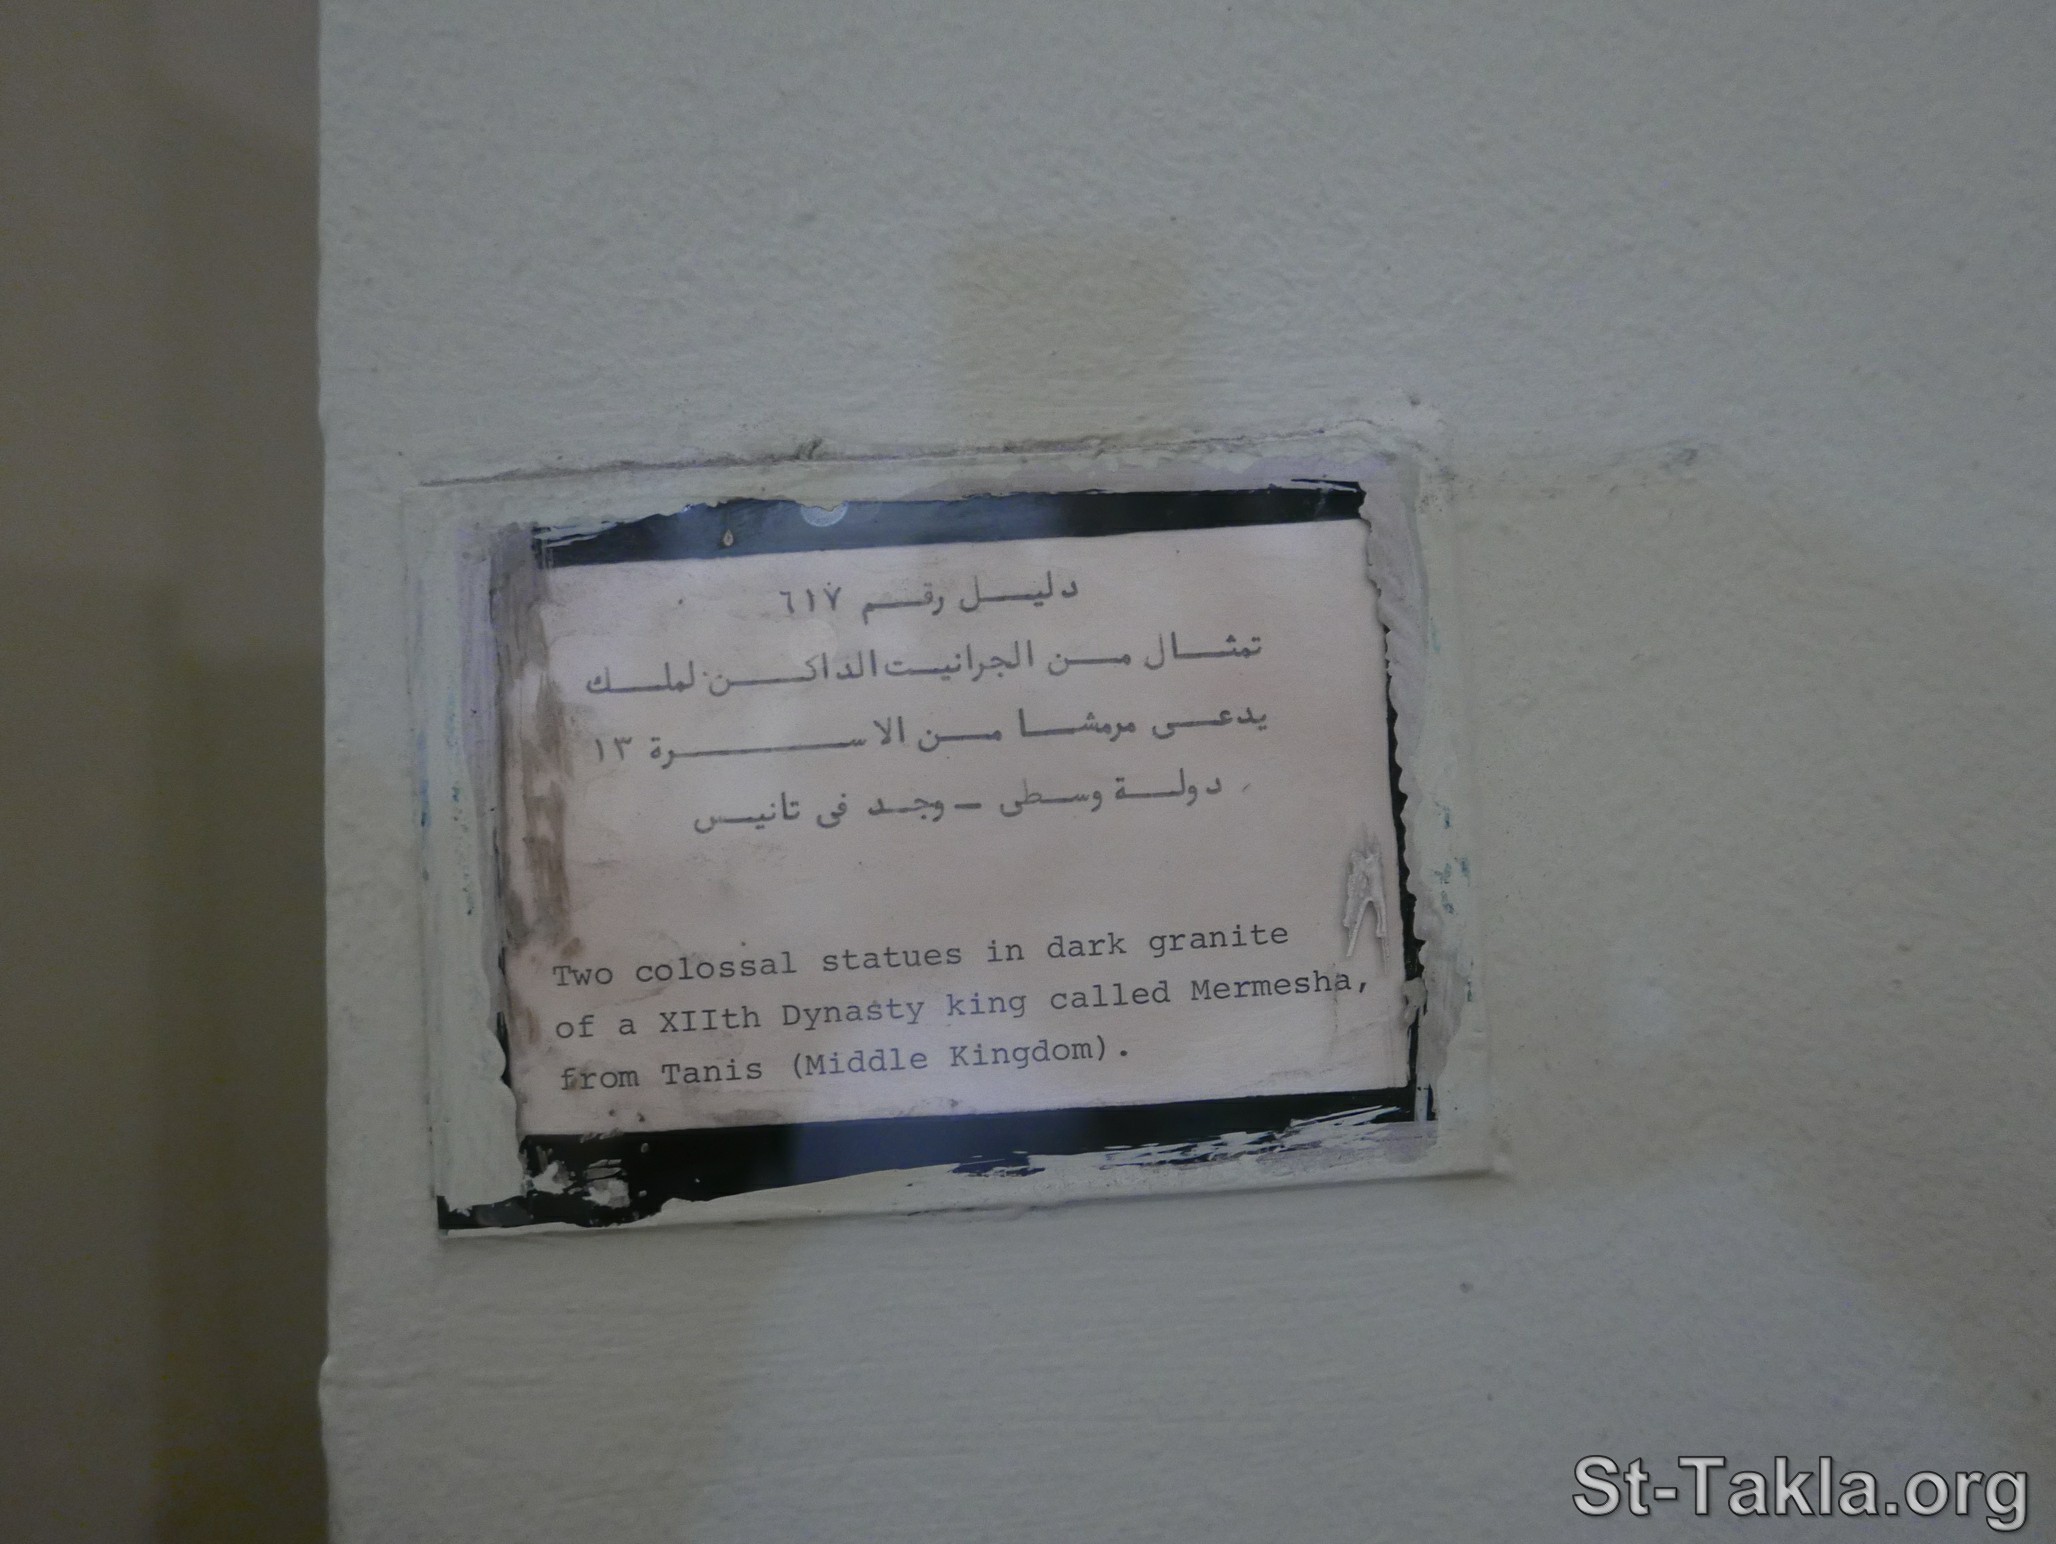 دليل رقم ٦١٧
تمثال من الجرانيت الداكن لملك
يدعى مرمشا من الاسرة ١٣
دولة وسطى - وجد فى تانيس
Two colossal statues in dark granite
of a XIIth Dynasty king called Mermesha,
from Tanis (Middle Kingdom).
St-Takla.org